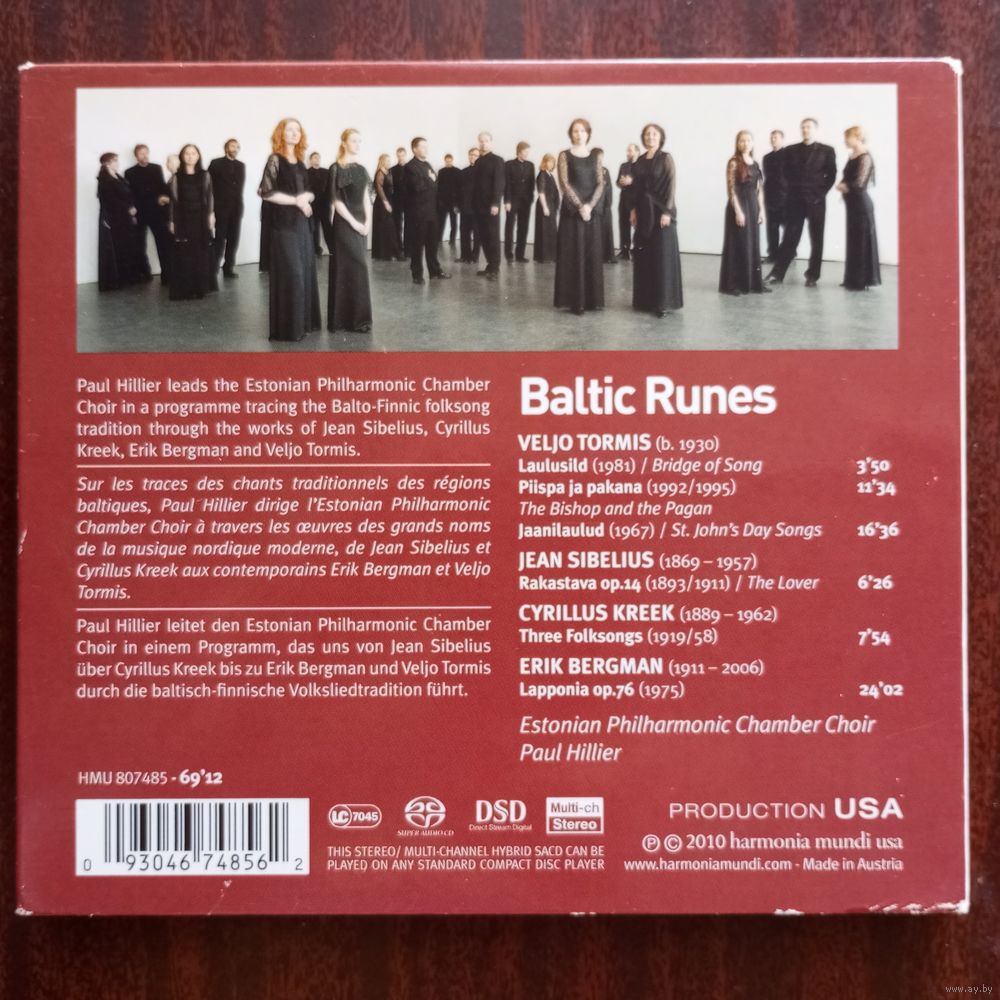 Paul Hillier leads the Estonian Philharmonic Chamber
Choir in a programme tracing the Balto-Finnic folksong
tradition through the works of Jean Sibelius, Cyrillus
Kreek, Erik Bergman and Veljo Tormis.
Sur les traces des chants traditionnels des régions
baltiques, Paul Hillier dirige l'Estonian Philharmonic
Chamber Choir à travers les œuvres des grands noms
de la musique nordique moderne, de Jean Sibelius et
Cyrillus Kreek aux contemporains Erik Bergman et Veljo
Tormis.
Paul Hillier leitet den Estonian Philharmonic Chamber
Choir in einem Programm, das uns von Jean Sibelius
über Cyrillus Kreek bis zu Erik Bergman und Veljo Tormis
durch die baltisch-finnische Volksliedtradition führt.
Baltic Runes
VELJO TORMIS (b. 1930)
Laulusild (1981) / Bridge of Song 3'50
Piispa ja pakana (1992/1995) 11'34
The Bishop and the Pagan
Jaanilaulud (1967) / St. John's Day Songs 16'36
JEAN SIBELIUS (1869 – 1957)
Rakastava op.14 (1893/1911) / The Lover 6'26
CYRILLUS KREEK (1889 – 1962)
Three Folksongs (1919/58) 7'54
ERIK BERGMAN (1911 – 2006)
Lapponia op.76 (1975) 24'02
Estonian Philharmonic Chamber Choir
Paul Hillier
HMU 807485 - 69'12
0 93046 74856 2
LC 7045
SUPER AUDIO CD
DSD
Direct Stream Digital
Multi-ch
Stereo
THIS STEREO/ MULTI-CHANNEL HYBRID SACD CAN BE
PLAYED ON ANY STANDARD COMPACT DISC PLAYER
PRODUCTION USA
℗ © 2010 harmonia mundi usa
www.harmoniamundi.com - Made in Austria
www.ay.by